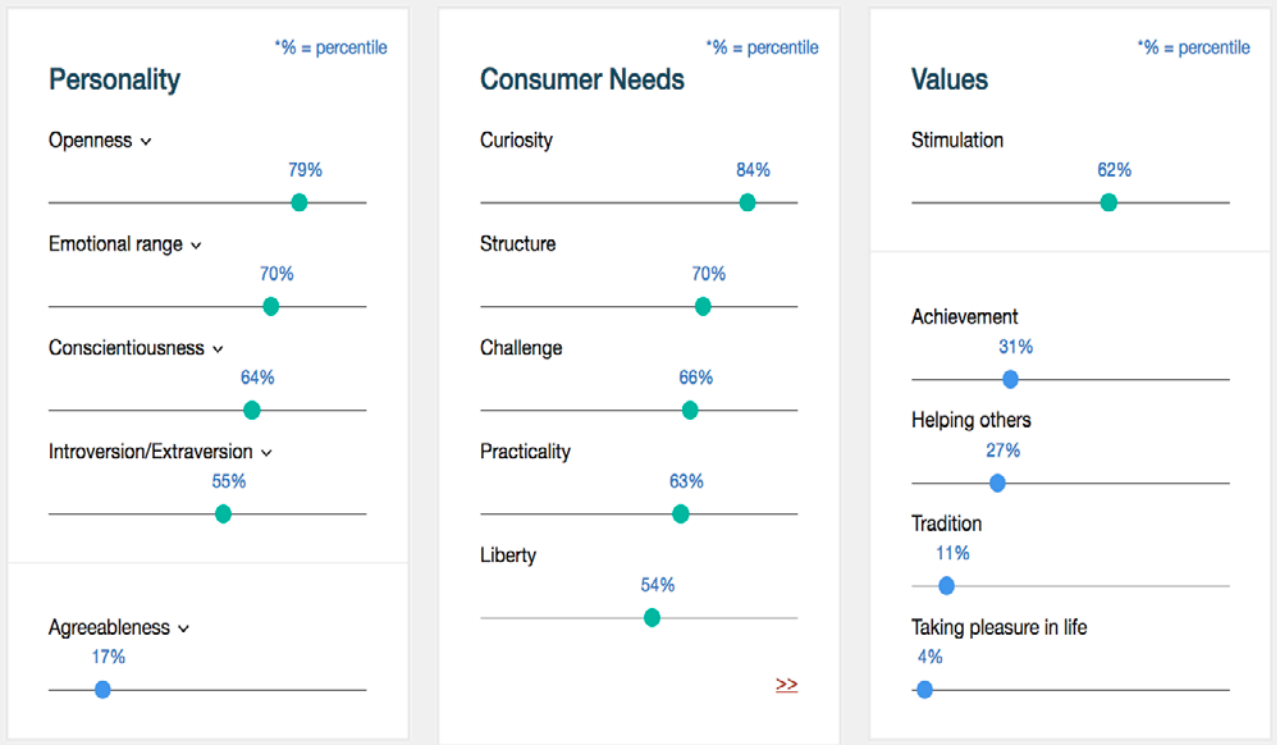 *% = percentile
Personality
Openness
79%
Emotional range
70%
Conscientiousness
64%
Introversion/Extraversion
55%
Agreeableness
17%
*% = percentile
Consumer Needs
Curiosity
84%
Structure
70%
Challenge
66%
Practicality
63%
Liberty
54%
>>
*% = percentile
Values
Stimulation
62%
Achievement
31%
Helping others
27%
Tradition
11%
Taking pleasure in life
4%